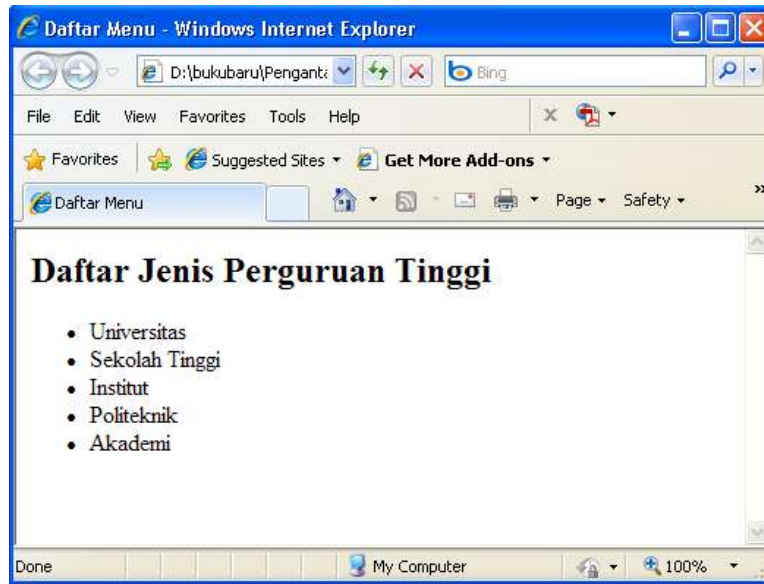 Daftar Menu - Windows Internet Explorer
D:\bukubaru\Penganta
Bing
File Edit View Favorites Tools Help
Favorites Suggested Sites Get More Add-ons
Daftar Menu Page Safety »
Daftar Jenis Perguruan Tinggi
• Universitas
• Sekolah Tinggi
• Institut
• Politeknik
• Akademi
Done My Computer 100%